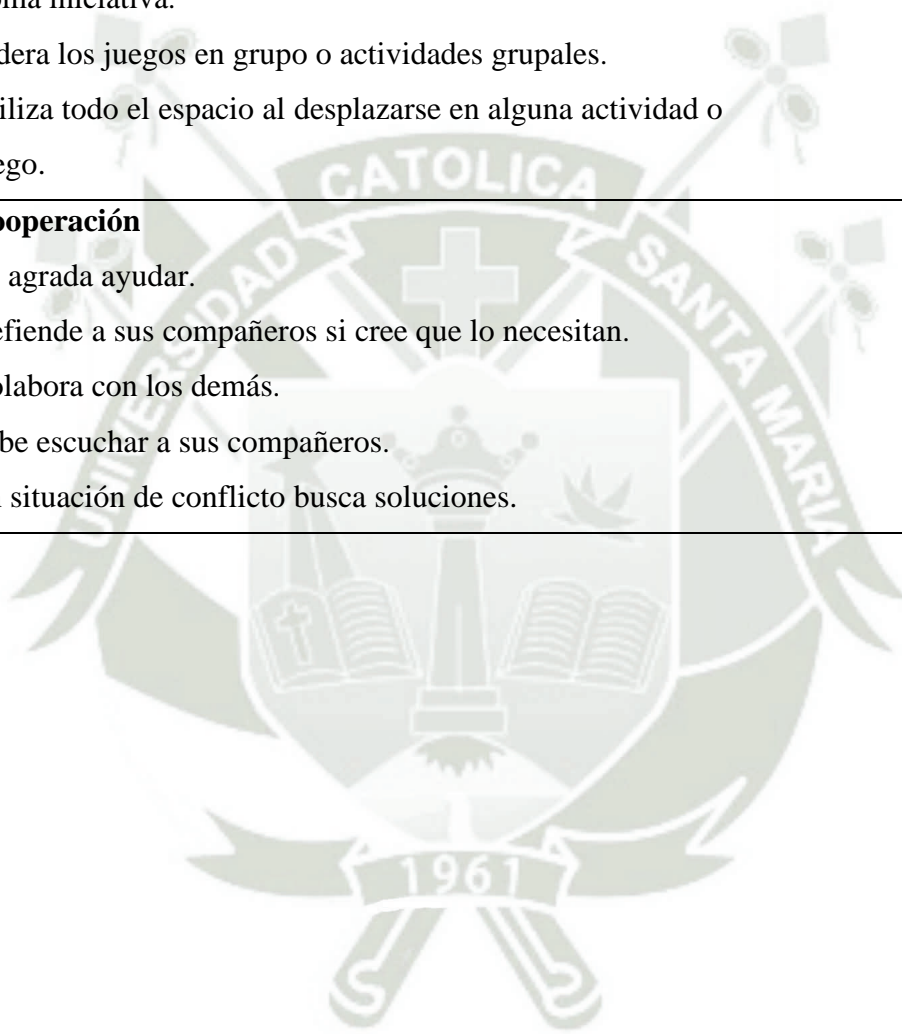 oma iniciativa.
dera los juegos en grupo o actividades grupales.
iliza todo el espacio al desplazarse en alguna actividad o
ego.
ooperación
agrada ayudar.
efiende a sus compañeros si cree que lo necesitan.
olabora con los demás.
be escuchar a sus compañeros.
situación de conflicto busca soluciones.
UNIVERSIDAD
CATOLICA
SANTA MARIA
1961